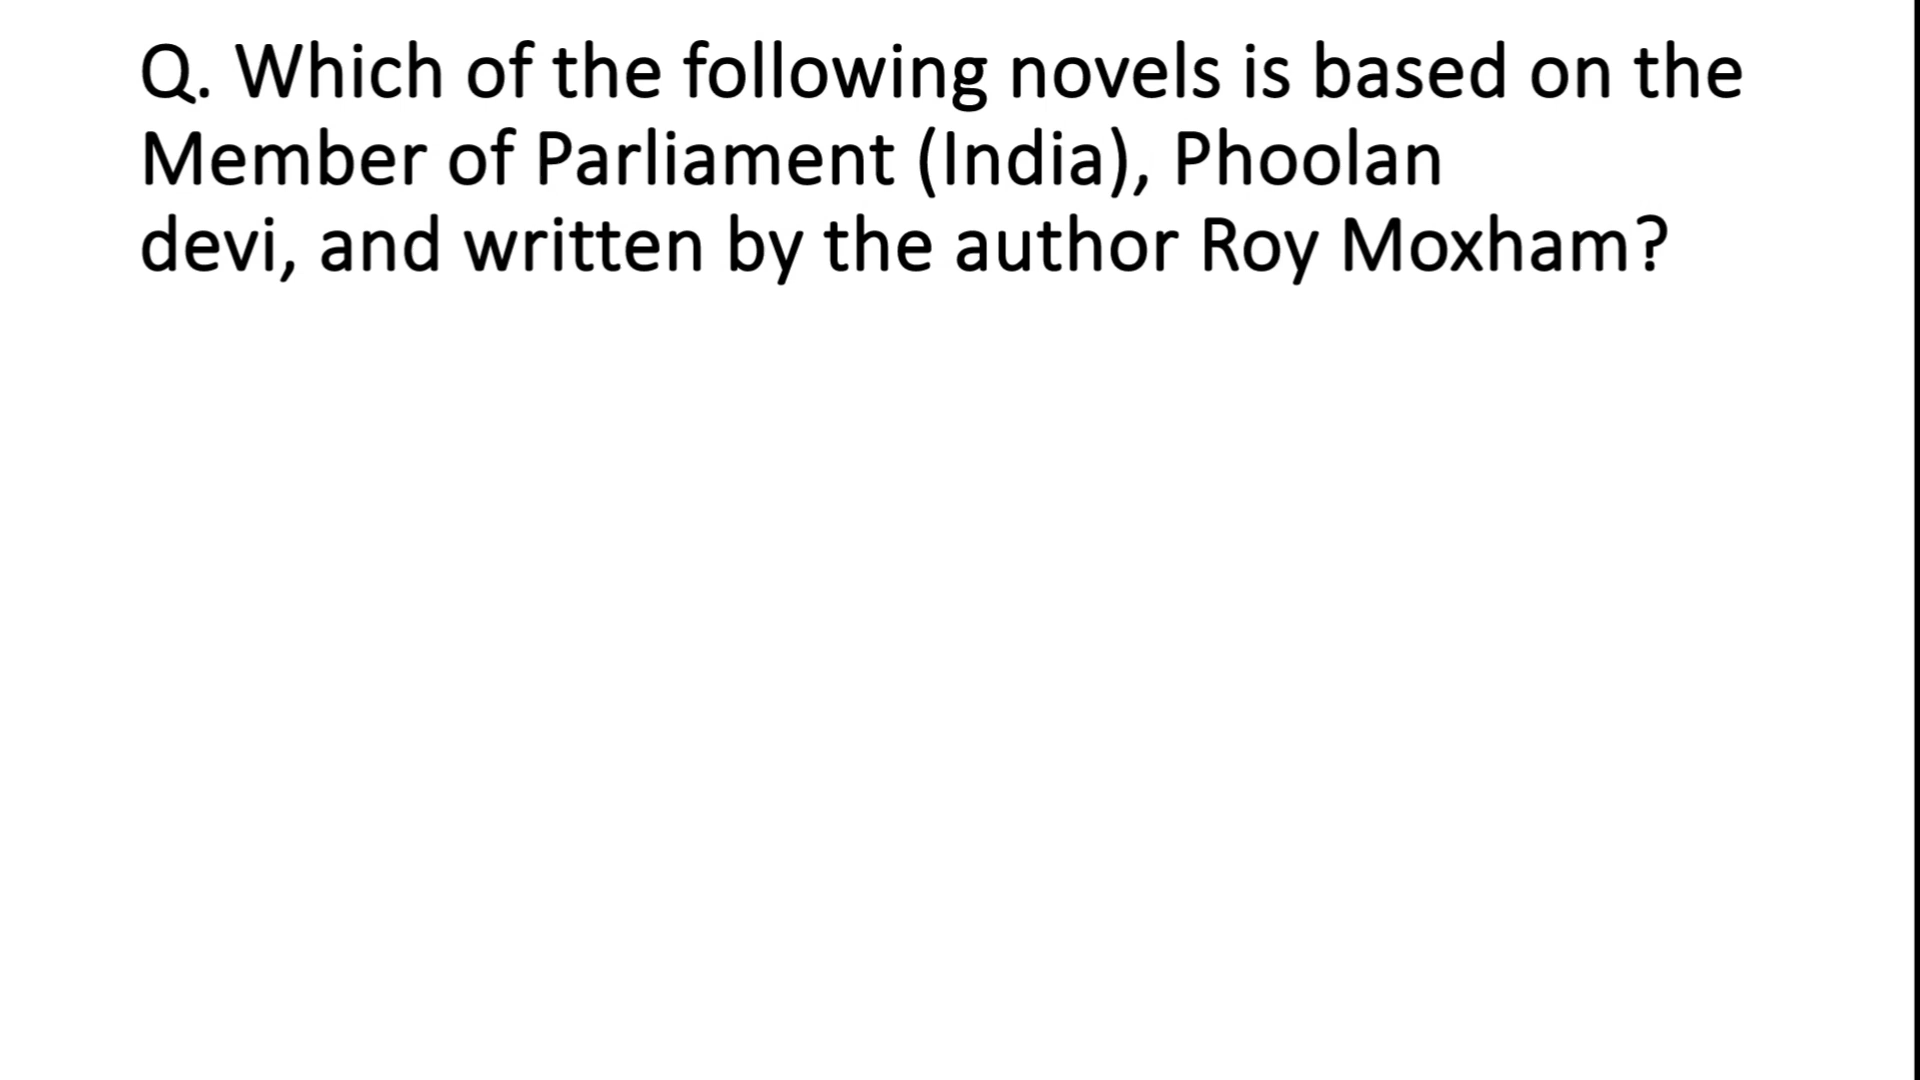 Q. Which of the following novels is based on the
Member of Parliament (India), Phoolan
devi, and written by the author Roy Moxham?